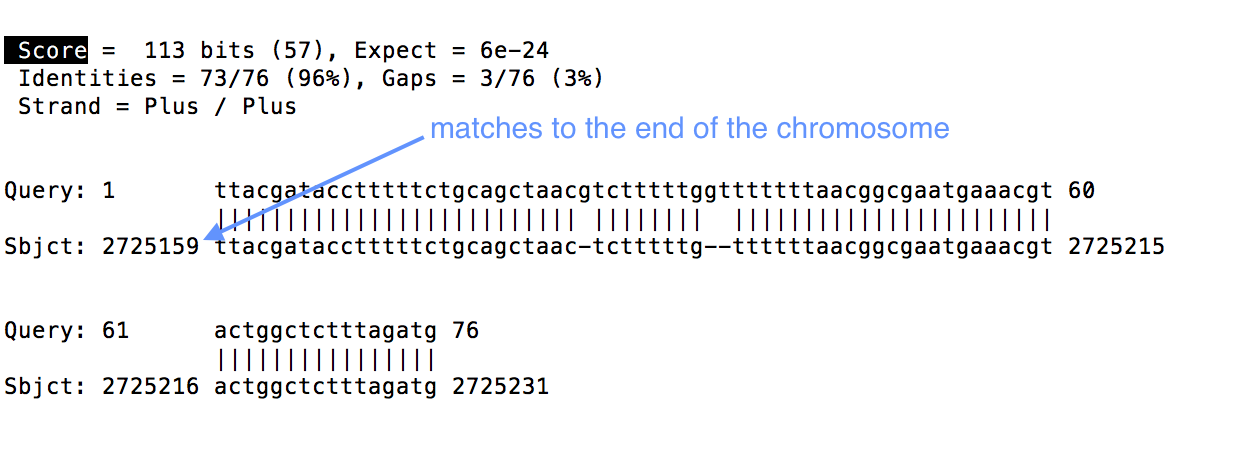 Score =  113 bits (57), Expect = 6e-24
Identities = 73/76 (96%), Gaps = 3/76 (3%)
Strand = Plus / Plus
matches to the end of the chromosome
Query: 1       ttacgatacctttttctgcagctaacgtctttttggtttttttaacggcgaatgaaacgt 60
               |||||||||||||||||||||||||| ||||||||  |||||||||||||||||||||||
Sbjct: 2725159 ttacgatacctttttctgcagctaac-tctttttg--ttttttaacggcgaatgaaacgt 2725215
Query: 61      actggctctttagatg 76
               ||||||||||||||||
Sbjct: 2725216 actggctctttagatg 2725231